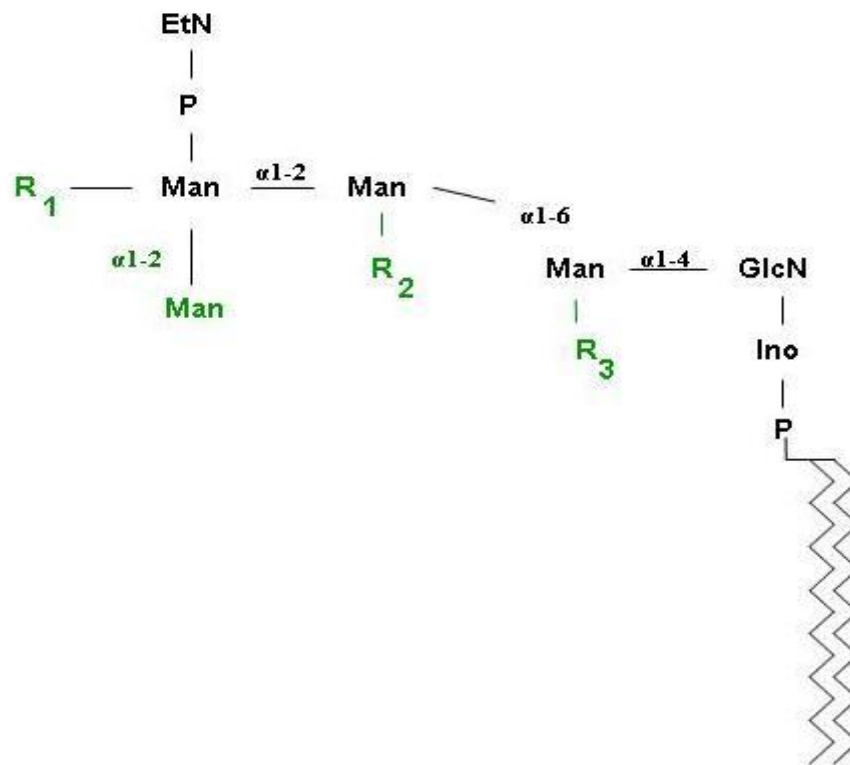 EtN
P
R1 Man α1-2 Man
α1-2 α1-6
R2 Man α1-4 GlcN
Man
R3 Ino
P